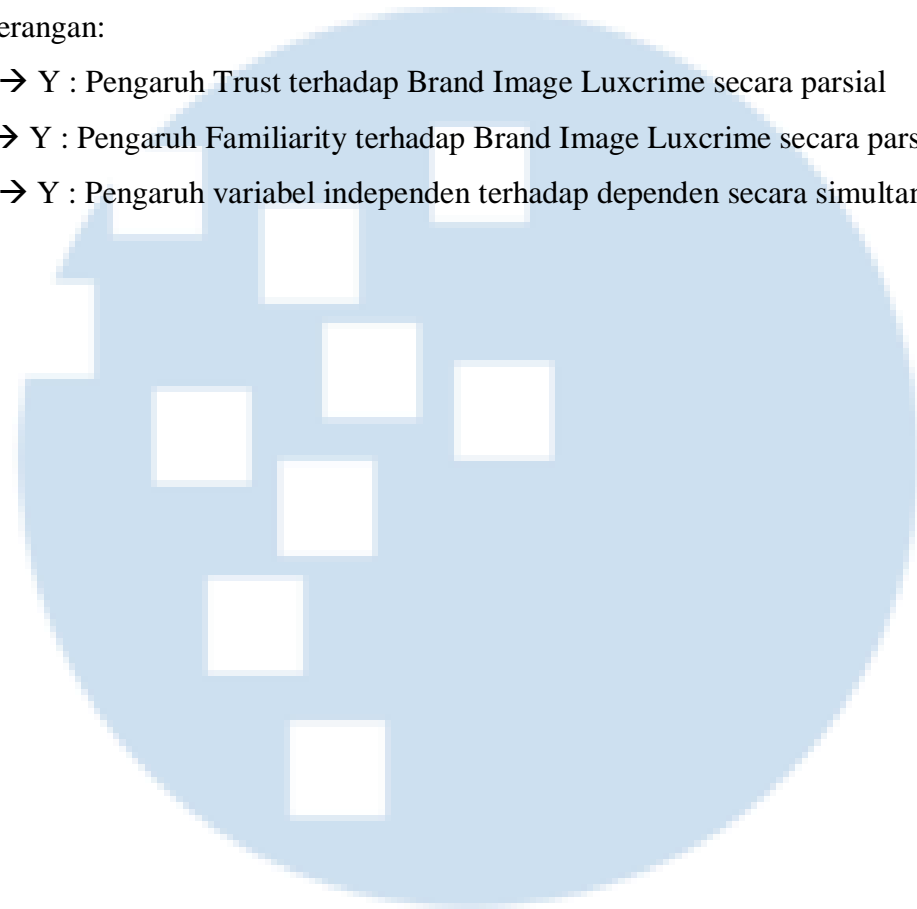 erangan:
→ Y : Pengaruh Trust terhadap Brand Image Luxcrime secara parsial
→ Y : Pengaruh Familiarity terhadap Brand Image Luxcrime secara pars
→ Y : Pengaruh variabel independen terhadap dependen secara simultan